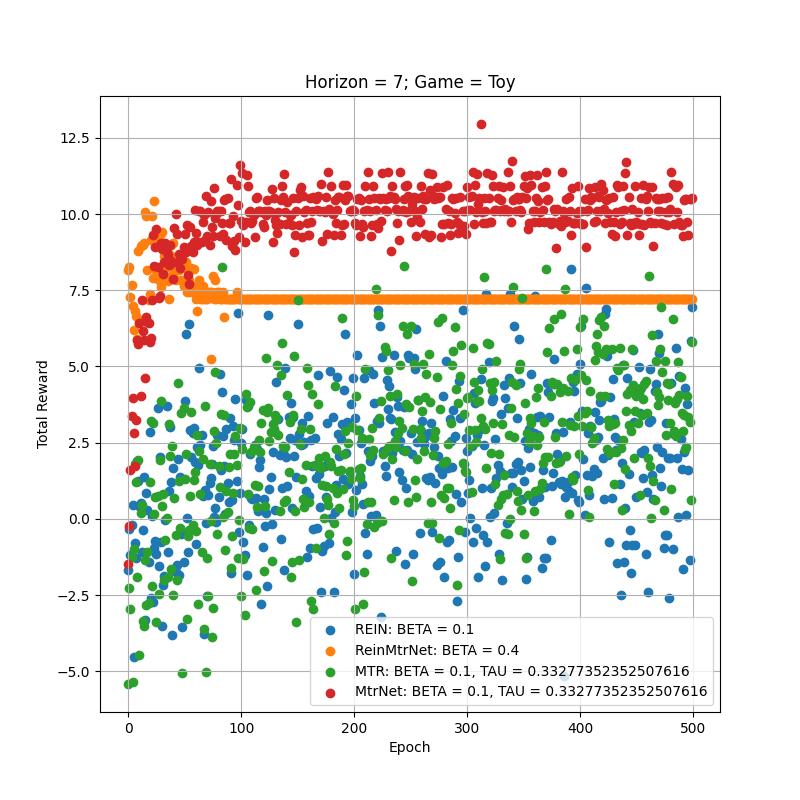 Horizon = 7; Game = Toy
12.5
10.0
7.5
5.0
2.5
0.0
−2.5
−5.0
Total Reward
REIN: BETA = 0.1
ReinMtrNet: BETA = 0.4
MTR: BETA = 0.1, TAU = 0.33277352352507616
MtrNet: BETA = 0.1, TAU = 0.33277352352507616
0 100 200 300 400 500
Epoch